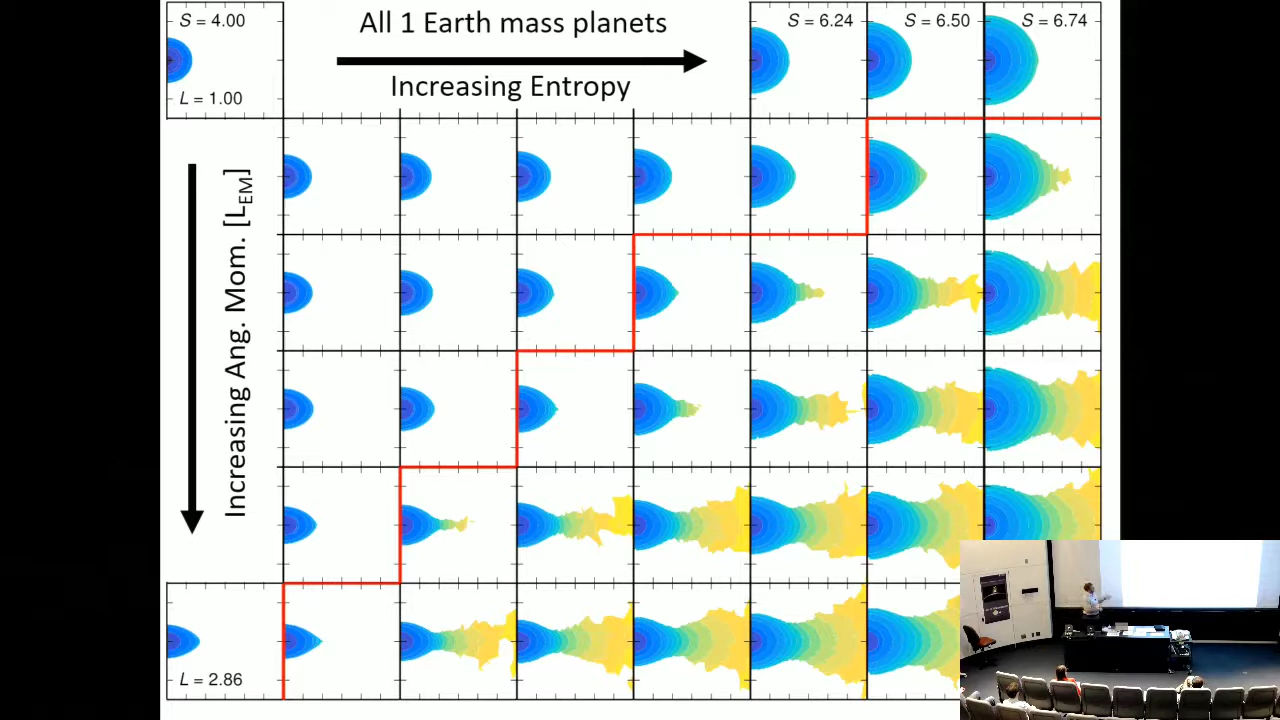 S = 4.00
All 1 Earth mass planets
S = 6.24
S = 6.50
S = 6.74
Increasing Entropy
L = 1.00
Increasing Ang. Mom. [L_EM]
L = 2.86